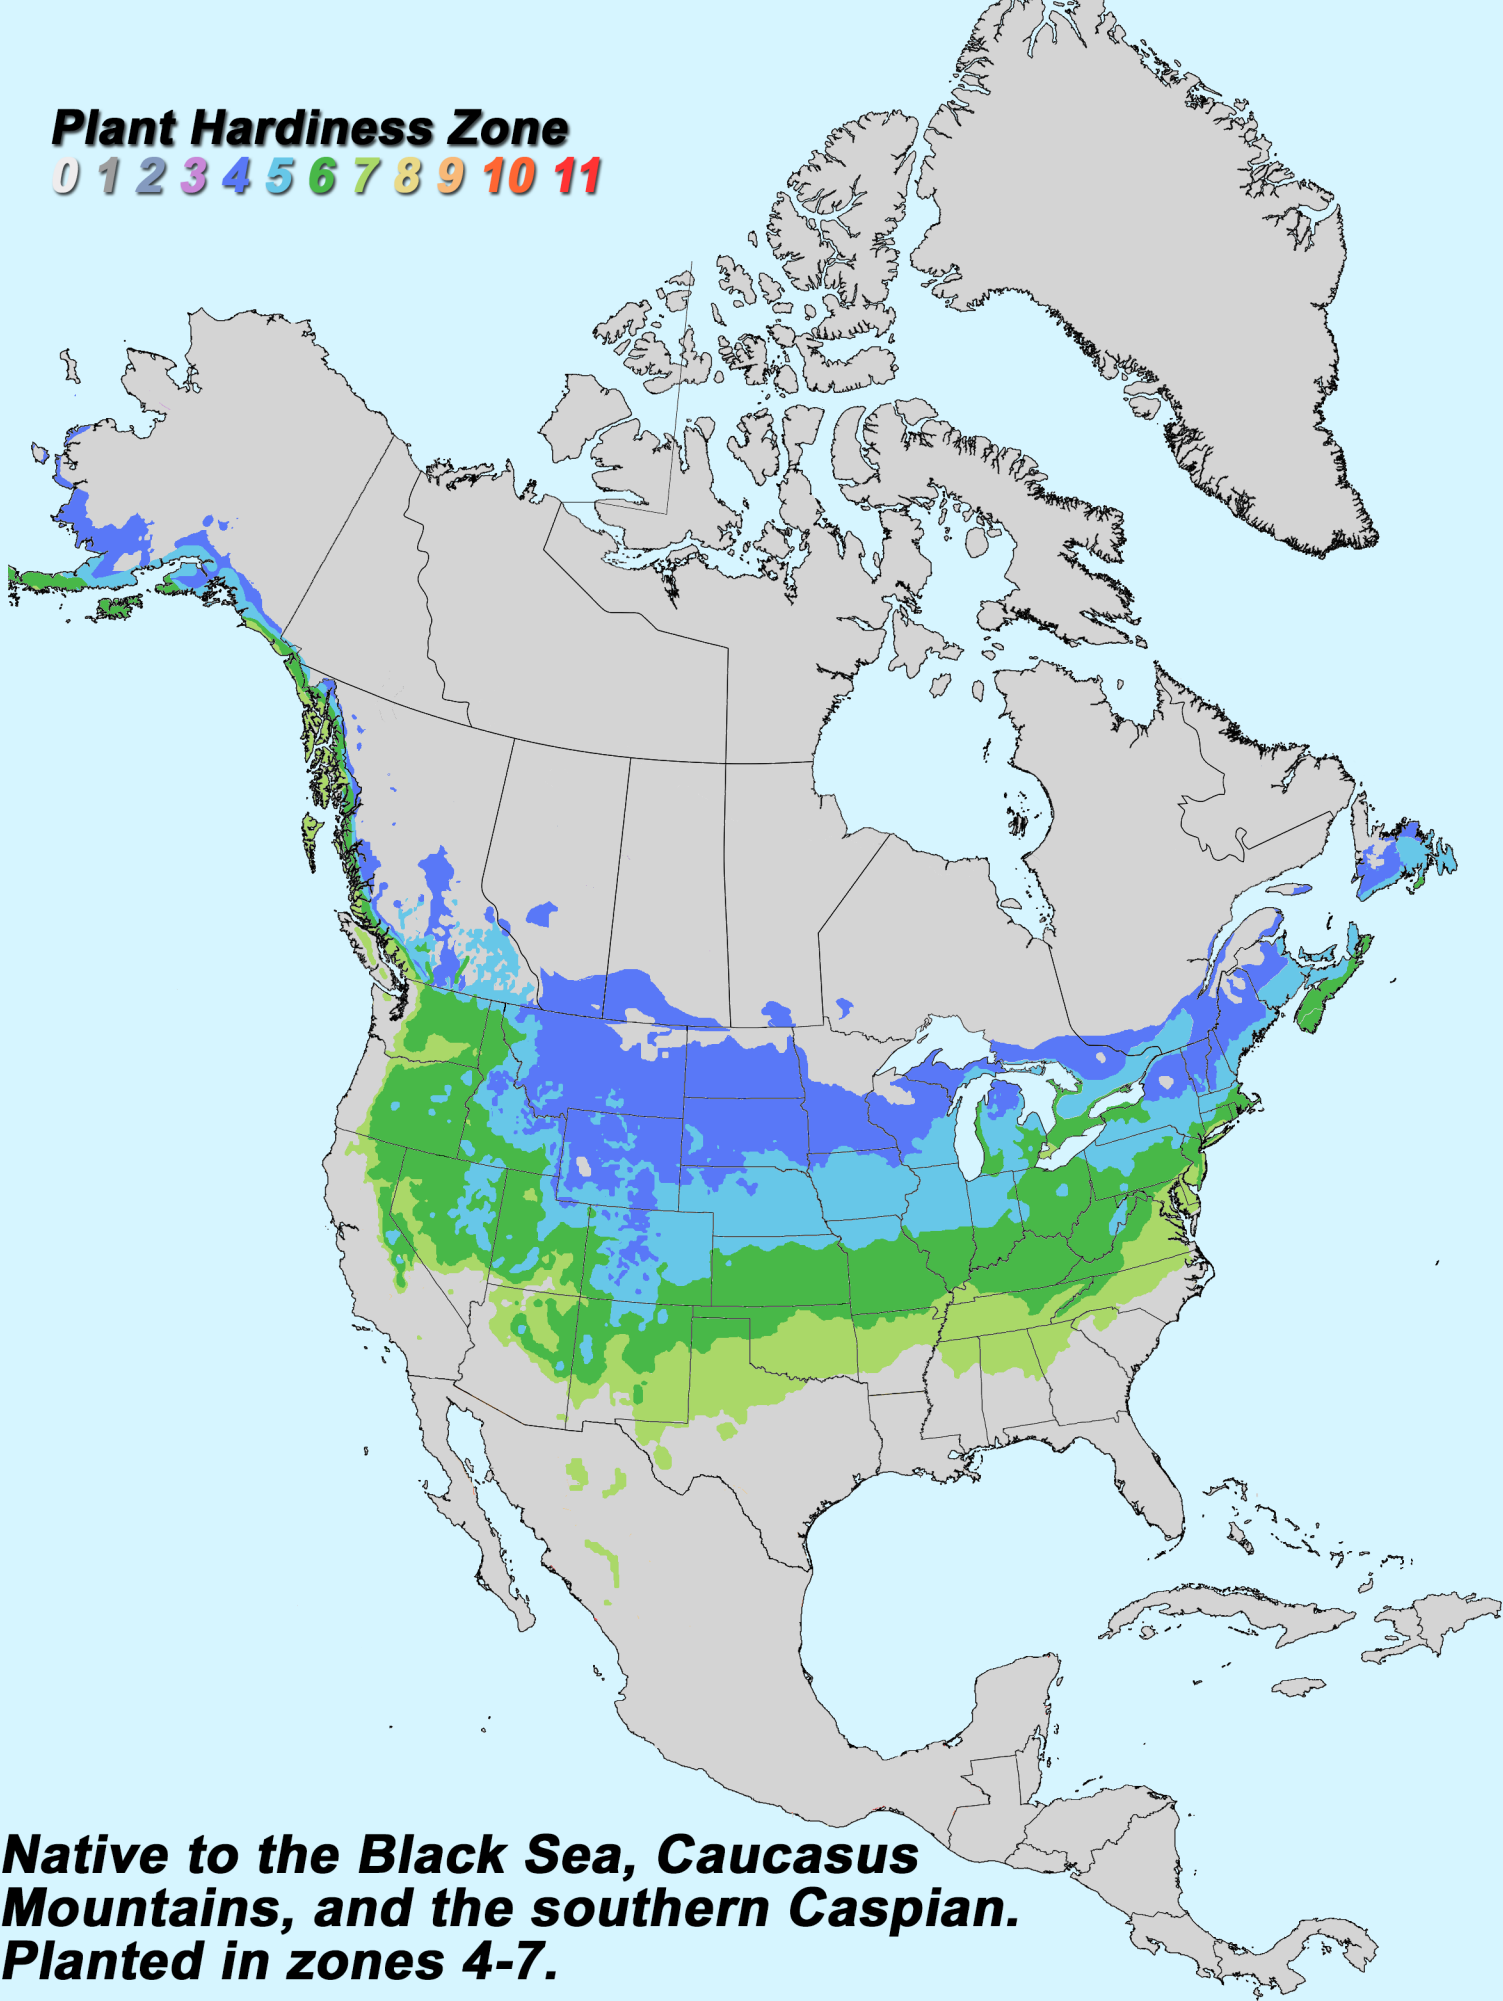 Plant Hardiness Zone
0 1 2 3 4 5 6 7 8 9 10 11
Native to the Black Sea, Caucasus
Mountains, and the southern Caspian.
Planted in zones 4-7.